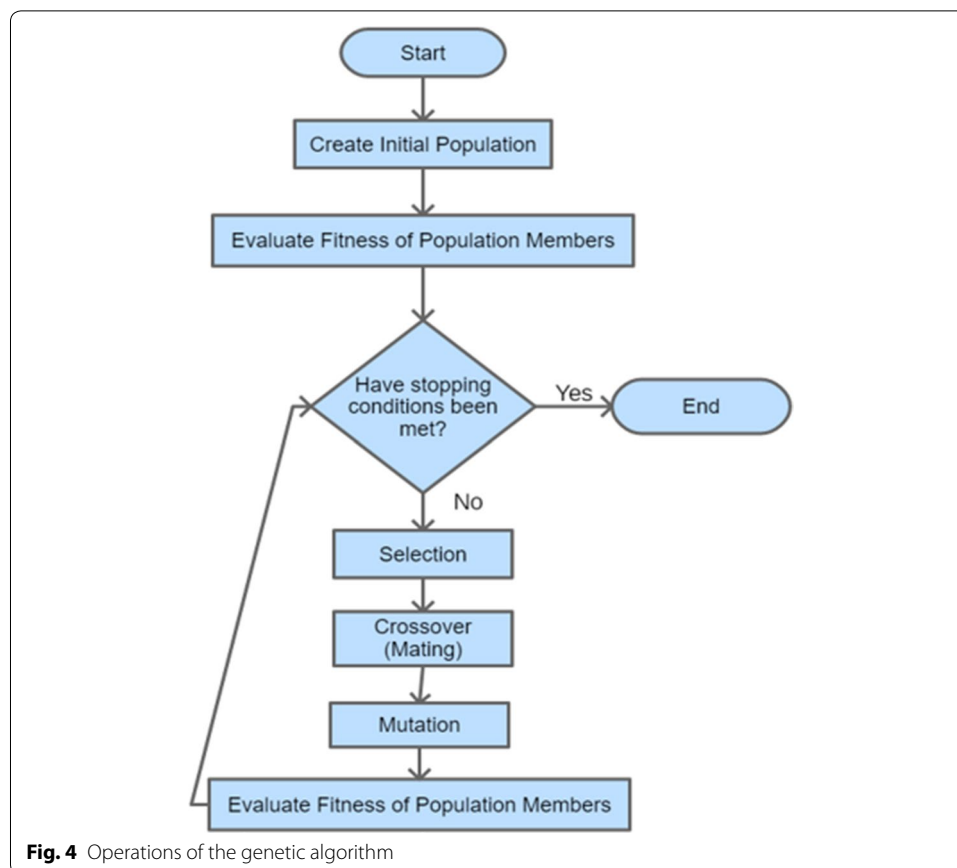 Start
Create Initial Population
Evaluate Fitness of Population Members
Have stopping
conditions been
met?
Yes
End
No
Selection
Crossover
(Mating)
Mutation
Evaluate Fitness of Population Members
Fig. 4 Operations of the genetic algorithm